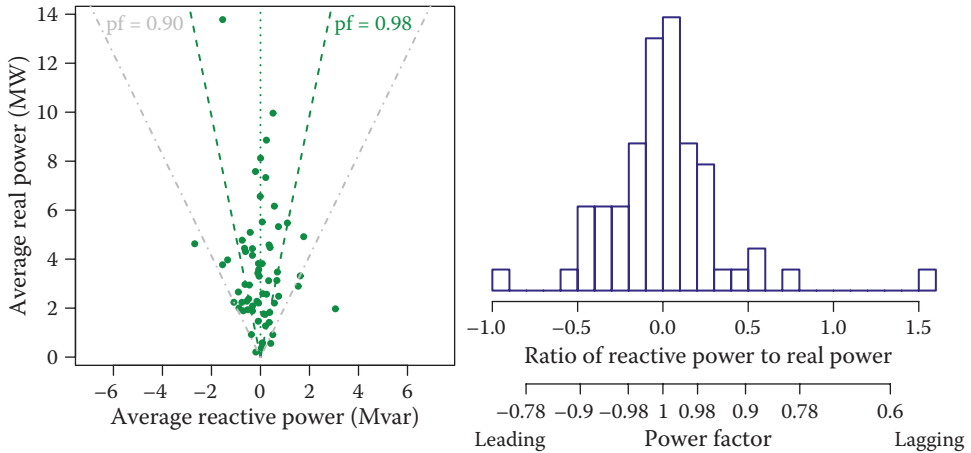 14
12
10
8
6
4
2
0
Average real power (MW)
pf = 0.90
pf = 0.98
−6 −4 −2 0 2 4 6
Average reactive power (Mvar)
−1.0 −0.5 0.0 0.5 1.0 1.5
Ratio of reactive power to real power
−0.78 −0.9 −0.98 1 0.98 0.9 0.78 0.6
Leading Power factor Lagging